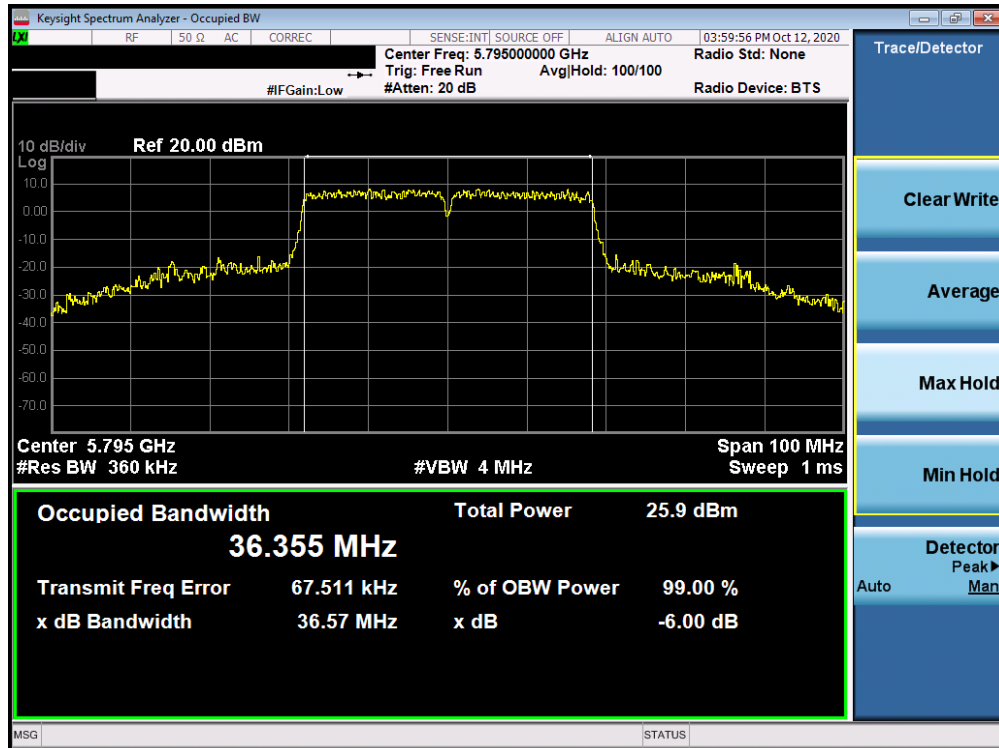 Keysight Spectrum Analyzer - Occupied BW
LXI RF 50 Ω AC CORREC SENSE:INT SOURCE OFF ALIGN AUTO 03:59:56 PM Oct 12, 2020
Center Freq: 5.795000000 GHz Radio Std: None
Trig: Free Run Avg|Hold: 100/100
#IFGain:Low #Atten: 20 dB Radio Device: BTS
Trace/Detector
10 dB/div Ref 20.00 dBm
Log
10.0
0.00
-10.0
-20.0
-30.0
-40.0
-50.0
-60.0
-70.0
Center 5.795 GHz Span 100 MHz
#Res BW 360 kHz #VBW 4 MHz Sweep 1 ms
Occupied Bandwidth Total Power 25.9 dBm
36.355 MHz
Transmit Freq Error 67.511 kHz % of OBW Power 99.00 %
x dB Bandwidth 36.57 MHz x dB -6.00 dB
Clear Write
Average
Max Hold
Min Hold
Detector
Peak▶
Auto Man
MSG STATUS